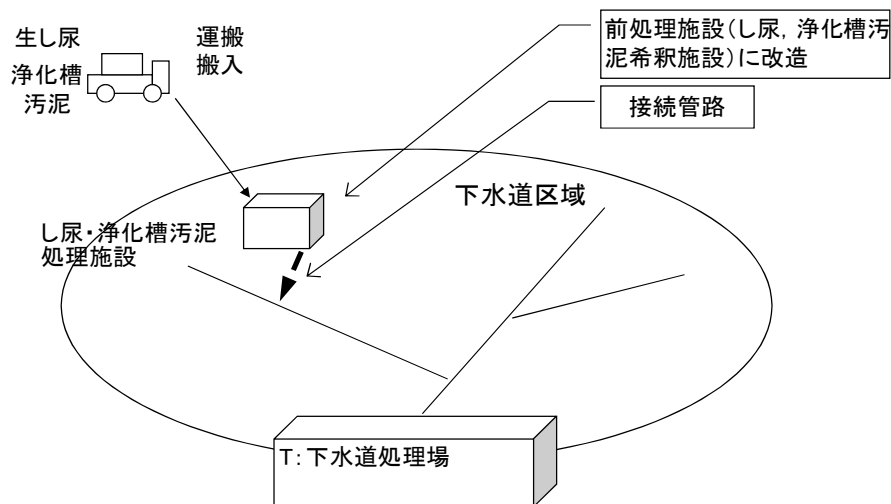 生し尿
浄化槽
汚泥
運搬
搬入
前処理施設(し尿, 浄化槽汚
泥希釈施設)に改造
接続管路
下水道区域
し尿・浄化槽汚泥
処理施設
T:下水道処理場